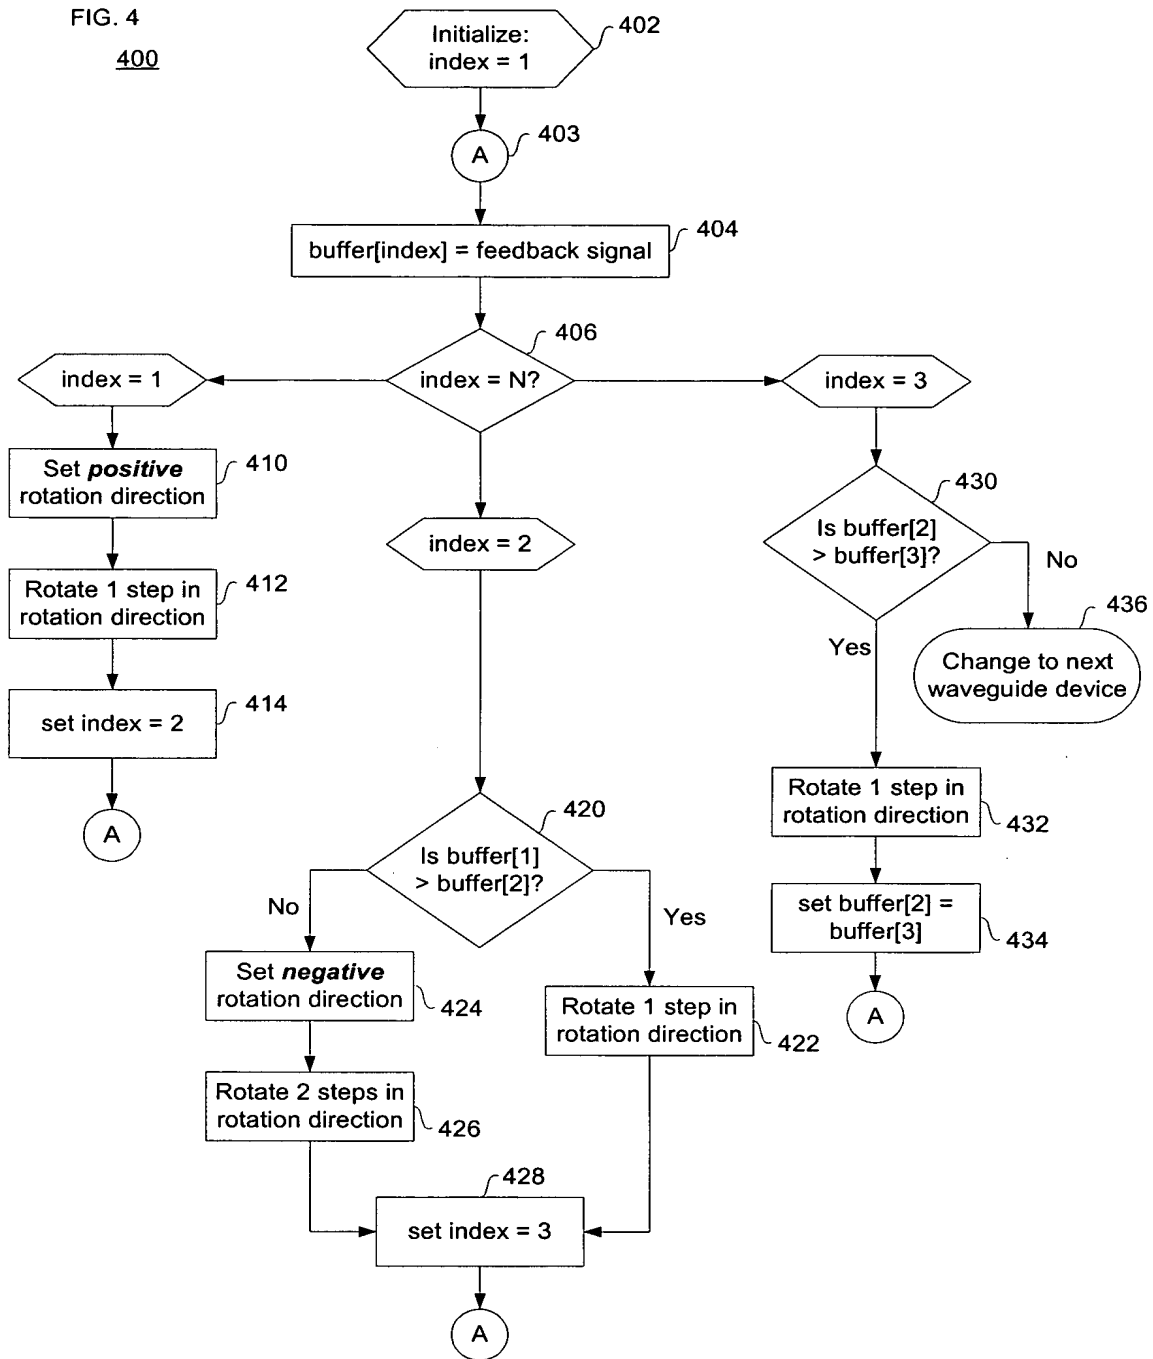 FIG. 4
400
Initialize:
index = 1
402
A
403
buffer[index] = feedback signal
404
index = N?
406
index = 1
Set positive
rotation direction
410
Rotate 1 step in
rotation direction
412
set index = 2
414
A
index = 2
Is buffer[1]
> buffer[2]?
420
No
Yes
Set negative
rotation direction
424
Rotate 2 steps in
rotation direction
426
Rotate 1 step in
rotation direction
422
set index = 3
428
A
index = 3
Is buffer[2]
> buffer[3]?
430
No
Yes
Change to next
waveguide device
436
Rotate 1 step in
rotation direction
432
set buffer[2] =
buffer[3]
434
A